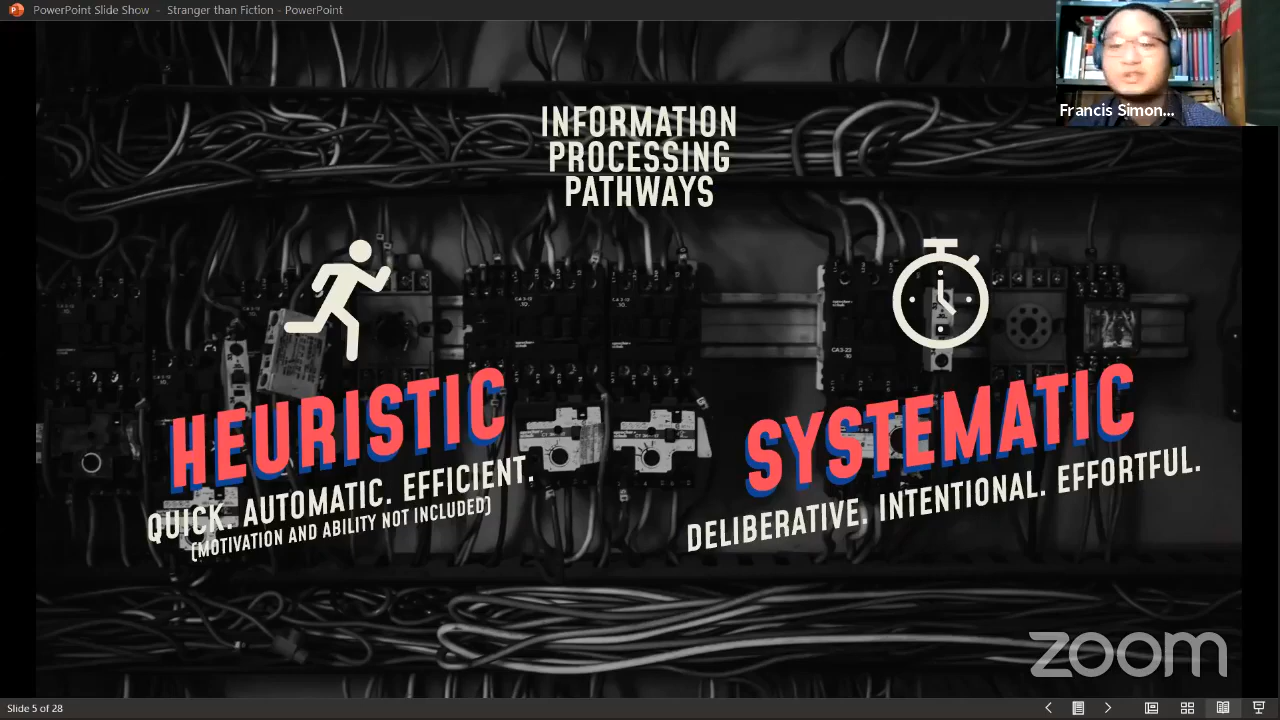 PowerPoint Slide Show - Stranger than Fiction - PowerPoint
Francis Simon...
INFORMATION
PROCESSING
PATHWAYS
HEURISTIC
QUICK. AUTOMATIC. EFFICIENT.
(MOTIVATION AND ABILITY NOT INCLUDED)
SYSTEMATIC
DELIBERATIVE. INTENTIONAL. EFFORTFUL.
zoom
Slide 5 of 28